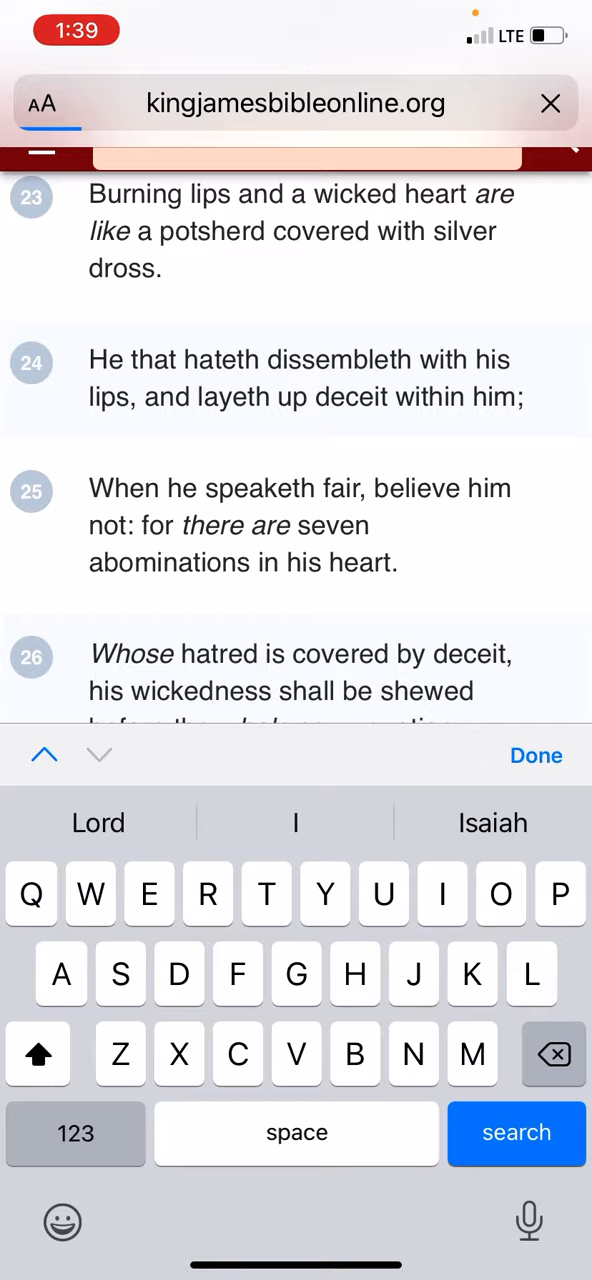 1:39
LTE
AA kingjamesbibleonline.org
23 Burning lips and a wicked heart are
like a potsherd covered with silver
dross.
24 He that hateth dissembleth with his
lips, and layeth up deceit within him;
25 When he speaketh fair, believe him
not: for there are seven
abominations in his heart.
26 Whose hatred is covered by deceit,
his wickedness shall be shewed
Done
Lord I Isaiah
Q W E R T Y U I O P
A S D F G H J K L
Z X C V B N M
123 space search